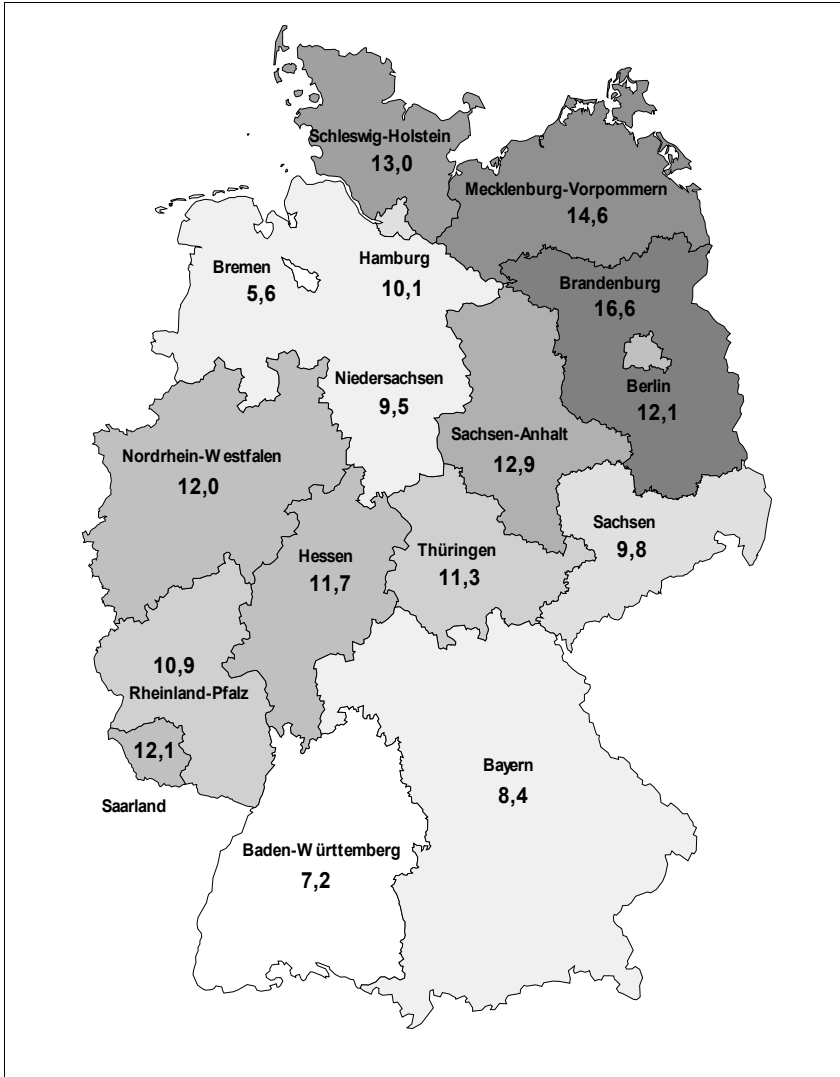 Schleswig-Holstein
13,0
Mecklenburg-Vorpommern
14,6
Hamburg
10,1
Bremen
5,6
Brandenburg
16,6
Niedersachsen
9,5
Berlin
12,1
Sachsen-Anhalt
12,9
Nordrhein-Westfalen
12,0
Sachsen
9,8
Thüringen
11,3
Hessen
11,7
10,9
Rheinland-Pfalz
12,1
Saarland
Bayern
8,4
Baden-Württemberg
7,2